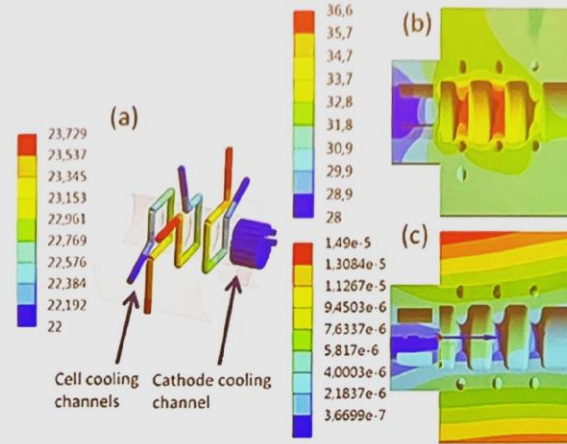 (a)
23,729
23,537
23,345
23,153
22,961
22,769
22,576
22,384
22,192
22
Cell cooling
channels
Cathode cooling
channel
36,6
35,7
34,7
33,7
32,8
31,8
30,9
29,9
28,9
28
(b)
1,49e-5
1,3084e-5
1,1267e-5
9,4503e-6
7,6337e-6
5,817e-6
4,0003e-6
2,1837e-6
3,6699e-7
(c)